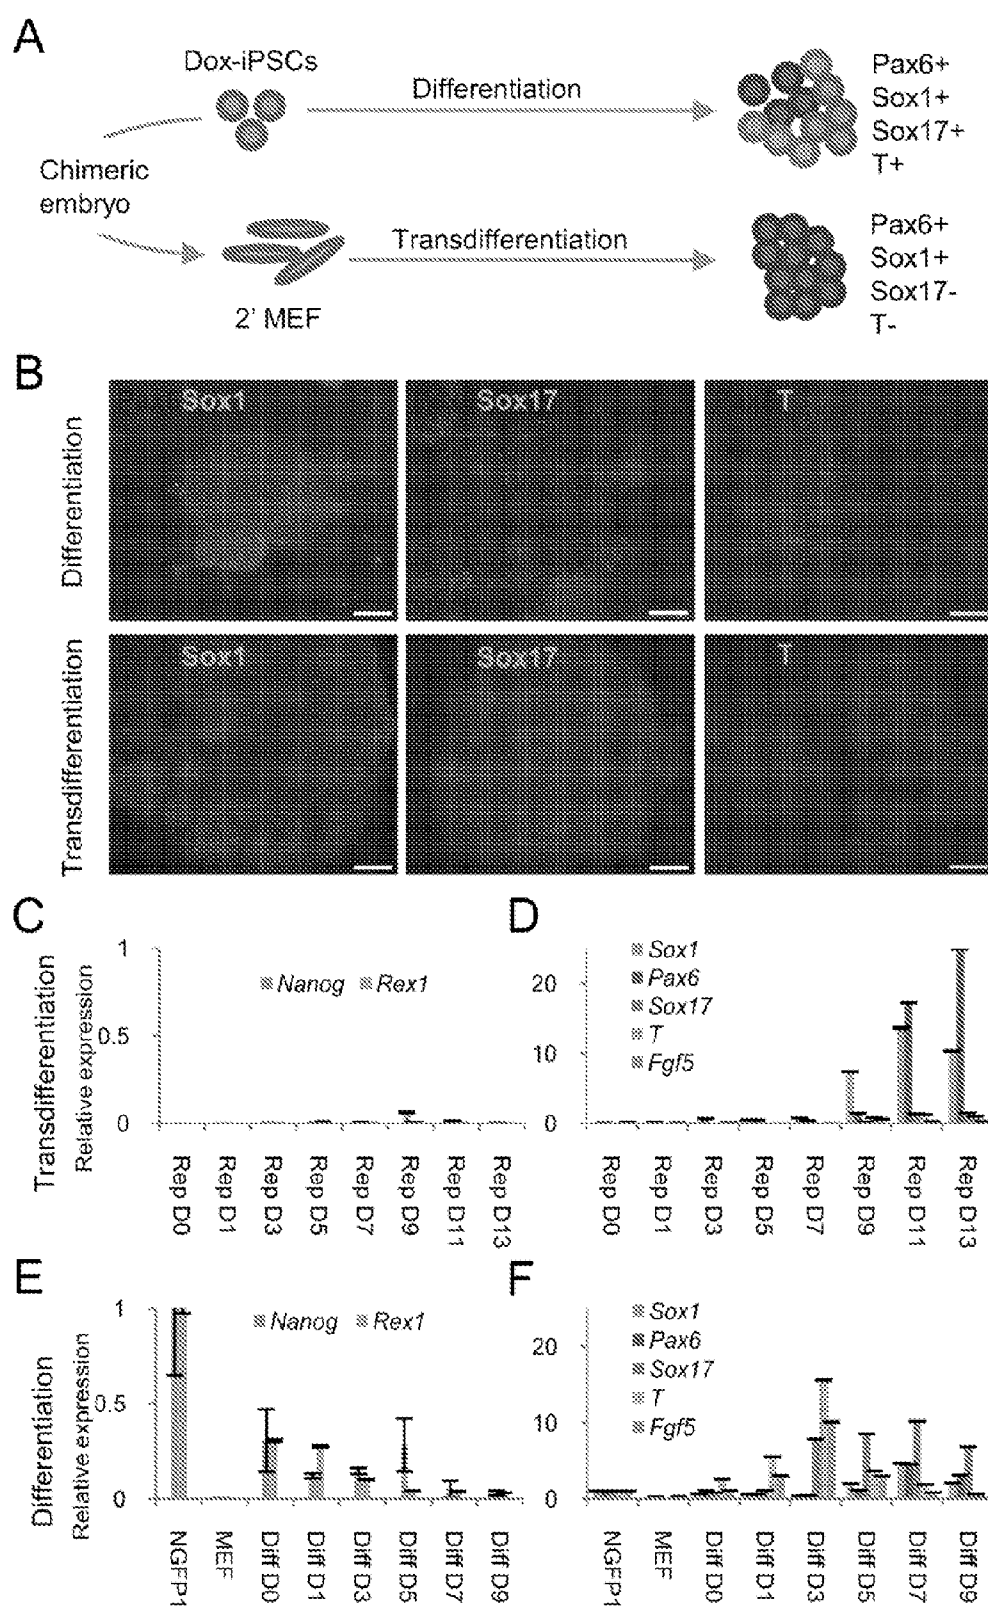 A
Dox-iPSCs
Differentiation
Pax6+
Sox1+
Sox17+
T+
Chimeric
embryo
Transdifferentiation
2' MEF
Pax6+
Sox1+
Sox17-
T-
B
Differentiation
Sox1
Sox17
T
Transdifferentiation
Sox1
Sox17
T
C
Transdifferentiation
Relative expression
1
0.5
0
Nanog Rex1
Rep D0
Rep D1
Rep D3
Rep D5
Rep D7
Rep D9
Rep D11
Rep D13
D
20
10
0
Sox1
Pax6
Sox17
T
Fgf5
Rep D0
Rep D1
Rep D3
Rep D5
Rep D7
Rep D9
Rep D11
Rep D13
E
Differentiation
Relative expression
1
0.5
0
Nanog Rex1
NGFP1
MEF
Diff D0
Diff D1
Diff D3
Diff D5
Diff D7
Diff D9
F
20
10
0
Sox1
Pax6
Sox17
T
Fgf5
NGFP1
MEF
Diff D0
Diff D1
Diff D3
Diff D5
Diff D7
Diff D9